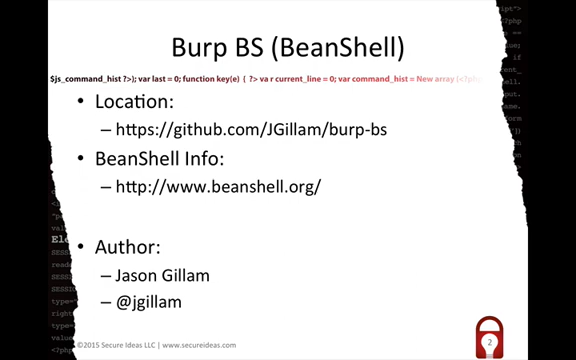 Burp BS (BeanShell)
$js_command_hist ?>); var last = 0; function key(e) { ?> va r current_line = 0; var command_hist = New array (<?php
• Location:
– https://github.com/JGillam/burp-bs
• BeanShell Info:
– http://www.beanshell.org/
• Author:
– Jason Gillam
– @jgillam
©2015 Secure Ideas LLC | www.secureideas.com
2